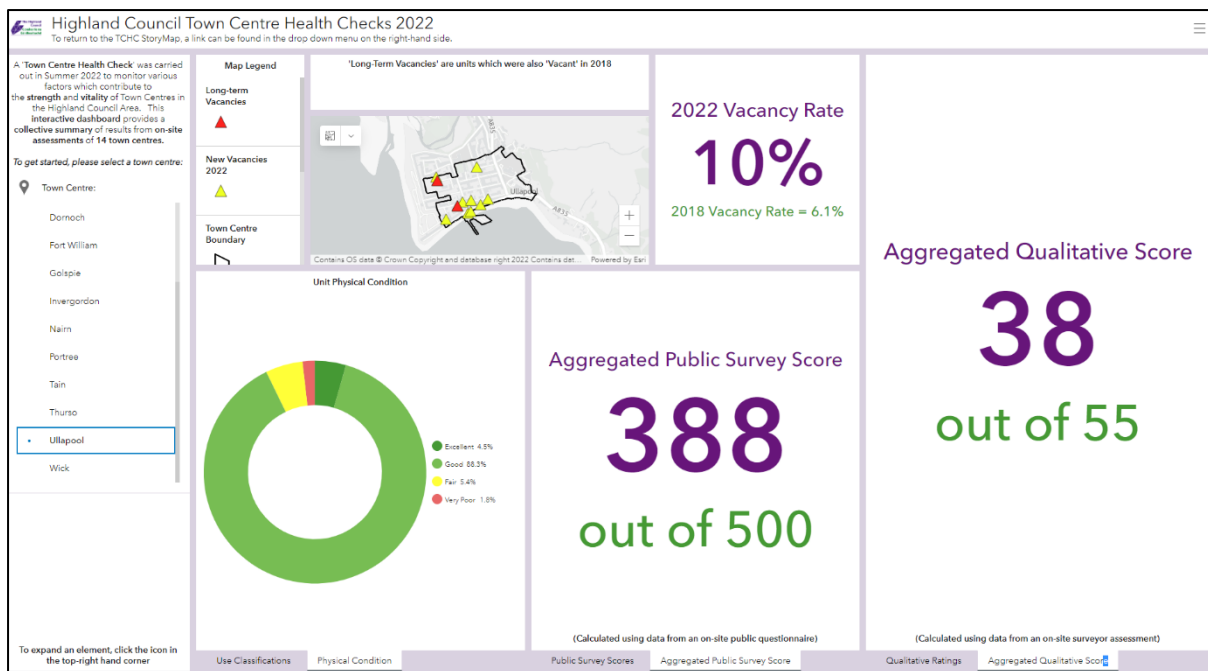 Highland Council Town Centre Health Checks 2022
To return to the TCHC StoryMap, a link can be found in the drop down menu on the right-hand side.
A 'Town Centre Health Check' was carried
out in Summer 2022 to monitor various
factors which contribute to
the strength and vitality of Town Centres in
the Highland Council Area. This
interactive dashboard provides a
collective summary of results from on-site
assessments of 14 town centres.
To get started, please select a town centre:
Town Centre:
Dornoch
Fort William
Golspie
Invergordon
Nairn
Portree
Tain
Thurso
Ullapool
Wick
To expand an element, click the icon in
the top-right hand corner
Map Legend
Long-term
Vacancies
New Vacancies
2022
Town Centre
Boundary
'Long-Term Vacancies' are units which were also 'Vacant' in 2018
A835
Ullapool
A835
+
−
Contains OS data © Crown Copyright and database right 2022 Contains dat...
Powered by Esri
2022 Vacancy Rate
10%
2018 Vacancy Rate = 6.1%
Unit Physical Condition
Excellent 4.5%
Good 88.3%
Fair 5.4%
Very Poor 1.8%
Use Classifications
Physical Condition
Aggregated Public Survey Score
388
out of 500
(Calculated using data from an on-site public questionnaire)
Public Survey Scores
Aggregated Public Survey Score
Aggregated Qualitative Score
38
out of 55
(Calculated using data from an on-site surveyor assessment)
Qualitative Ratings
Aggregated Qualitative Score